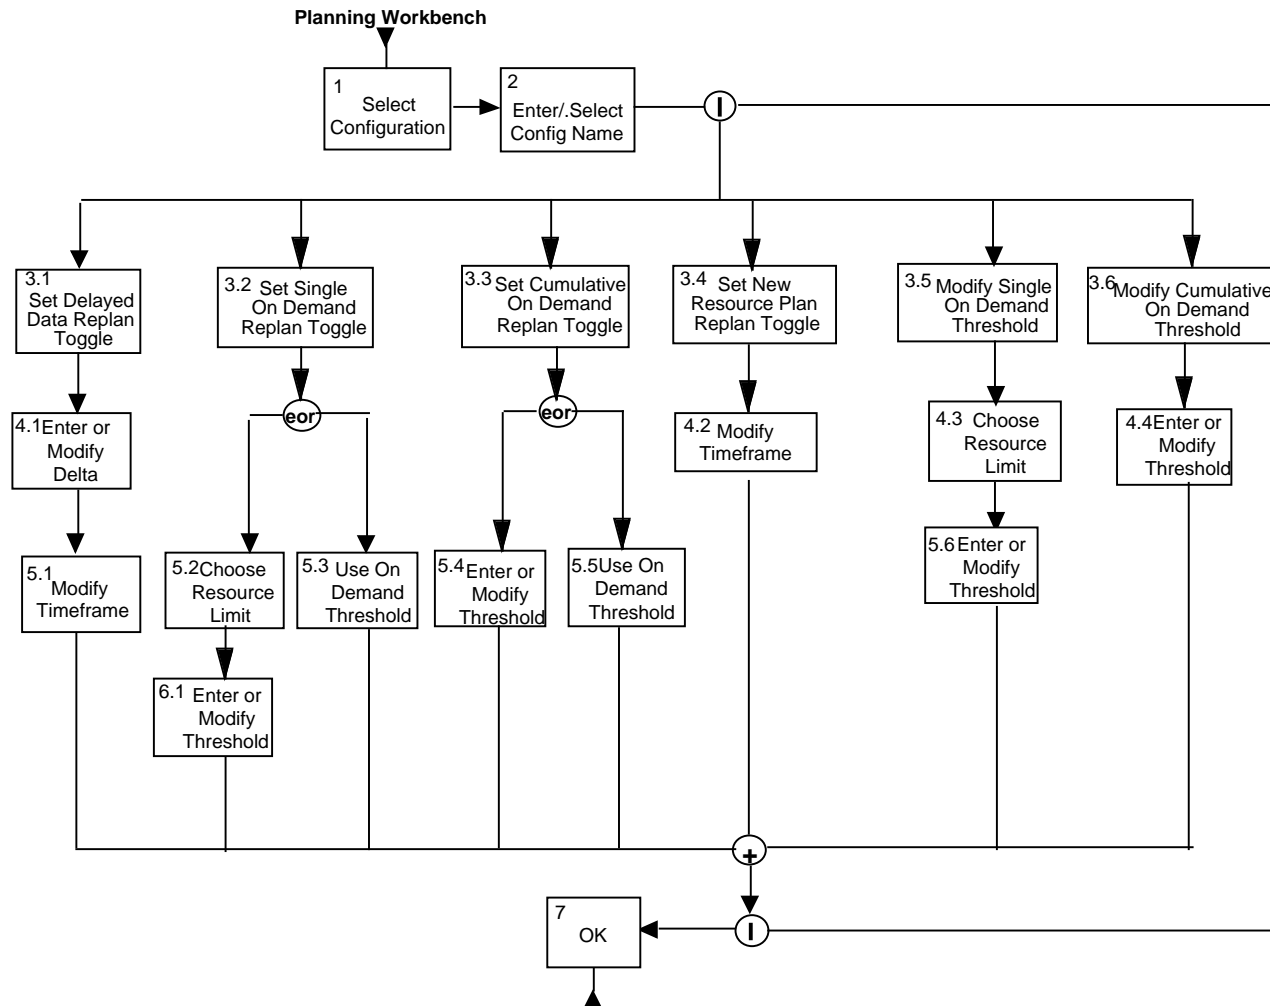 Planning Workbench
1
Select
Configuration
2
Enter/.Select
Config Name
I
3.1
Set Delayed
Data Replan
Toggle
3.2 Set Single
On Demand
Replan Toggle
3.3 Set Cumulative
On Demand
Replan Toggle
3.4 Set New
Resource Plan
Replan Toggle
3.5 Modify Single
On Demand
Threshold
3.6 Modify Cumulative
On Demand
Threshold
4.1 Enter or
Modify
Delta
eor
eor
4.2 Modify
Timeframe
4.3 Choose
Resource
Limit
4.4 Enter or
Modify
Threshold
5.1 Modify
Timeframe
5.2 Choose
Resource
Limit
5.3 Use On
Demand
Threshold
5.4 Enter or
Modify
Threshold
5.5 Use On
Demand
Threshold
5.6 Enter or
Modify
Threshold
6.1 Enter or
Modify
Threshold
+
7
OK
I